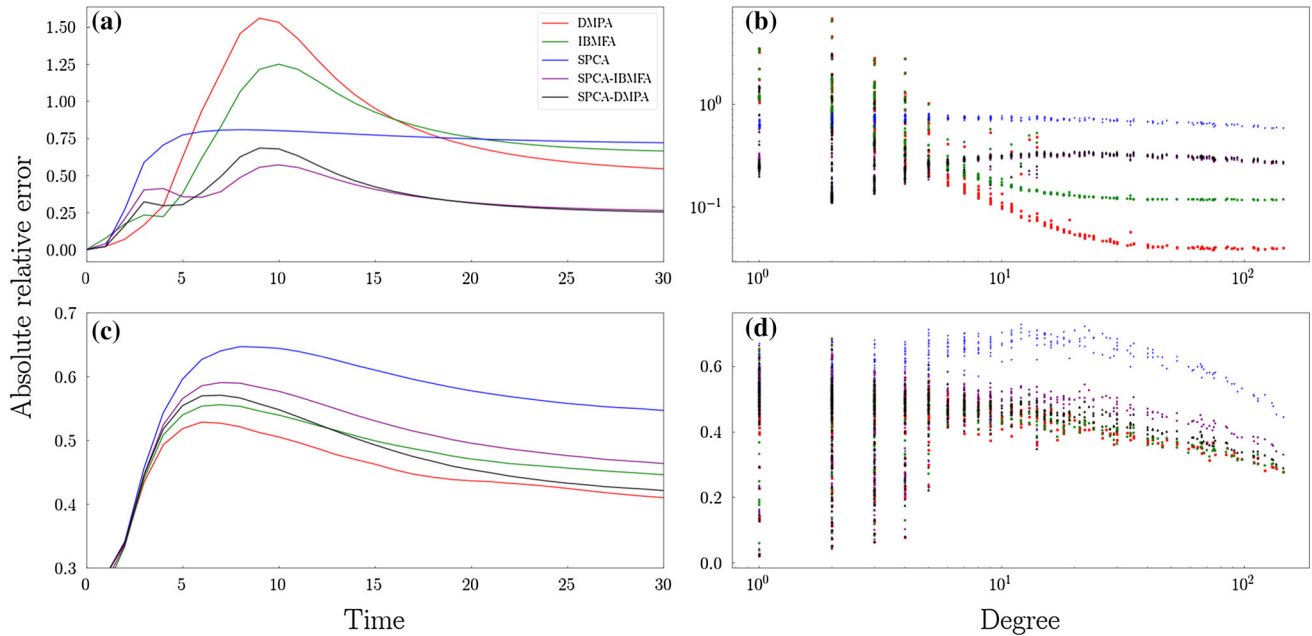 Absolute relative error
(a)
1.50
1.25
1.00
0.75
0.50
0.25
0.00
0 5 10 15 20 25 30
DMPA
IBMFA
SPCA
SPCA-IBMFA
SPCA-DMPA
(b)
10⁰
10⁻¹
10⁰ 10¹ 10²
(c)
0.7
0.6
0.5
0.4
0.3
0 5 10 15 20 25 30
Time
(d)
0.6
0.4
0.2
0.0
10⁰ 10¹ 10²
Degree